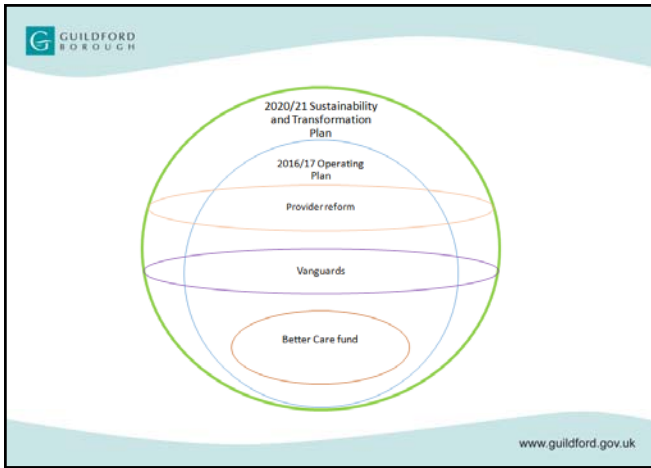 G GUILDFORD
BOROUGH
2020/21 Sustainability
and Transformation
Plan
2016/17 Operating
Plan
Provider reform
Vanguards
Better Care fund
www.guildford.gov.uk